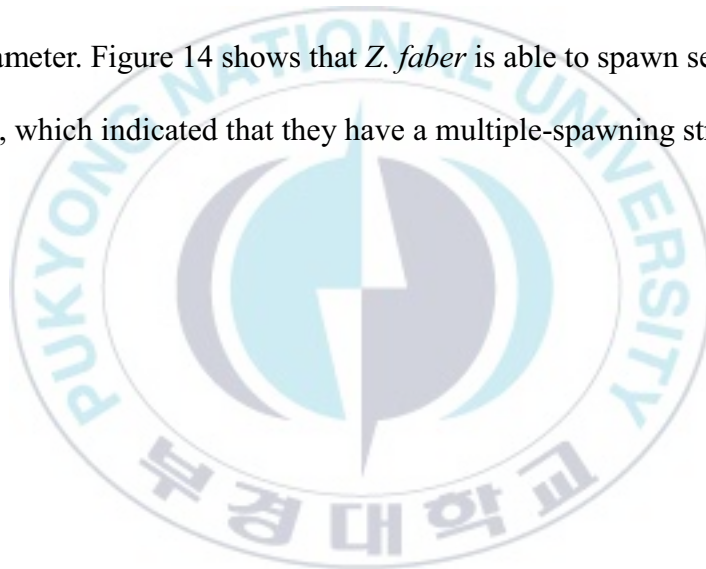 ameter. Figure 14 shows that Z. faber is able to spawn se
, which indicated that they have a multiple-spawning st
PUKYONG NATIONAL UNIVERSITY
부경대학교